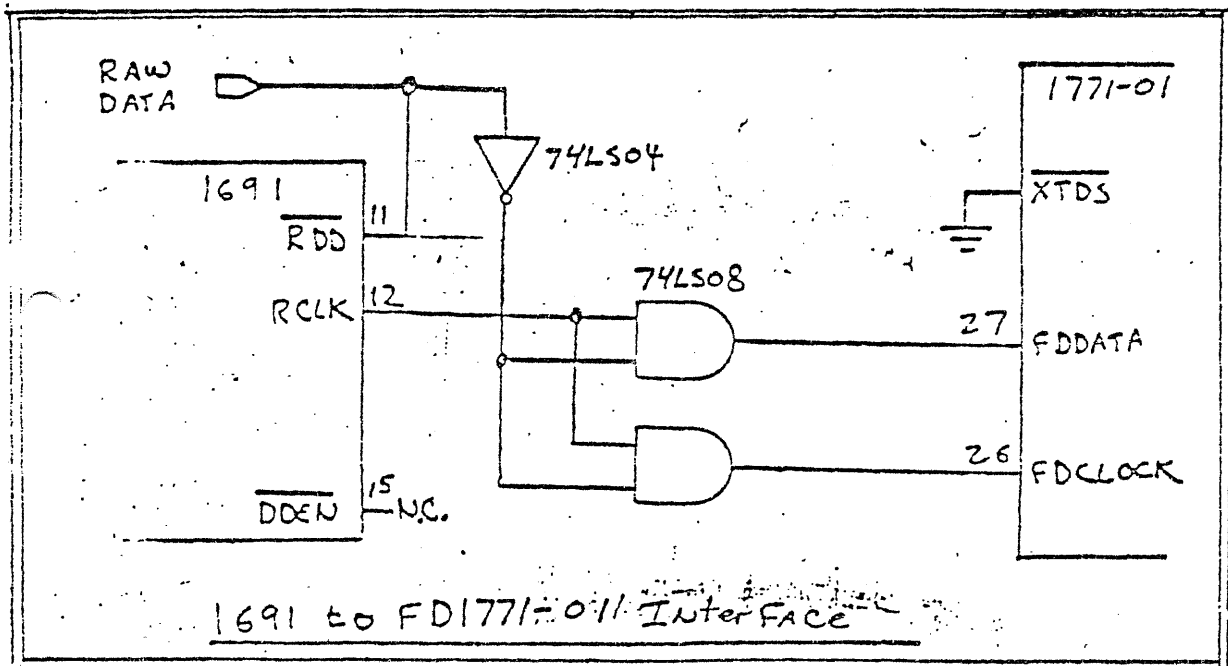 RAW
DATA
1771-01
74LS04
1691
XTDS
11
RDD
74LS08
RCLK
12
27
FDDATA
26
FDCLOCK
15
DDEN
N.C.
1691 to FD1771-01 Interface